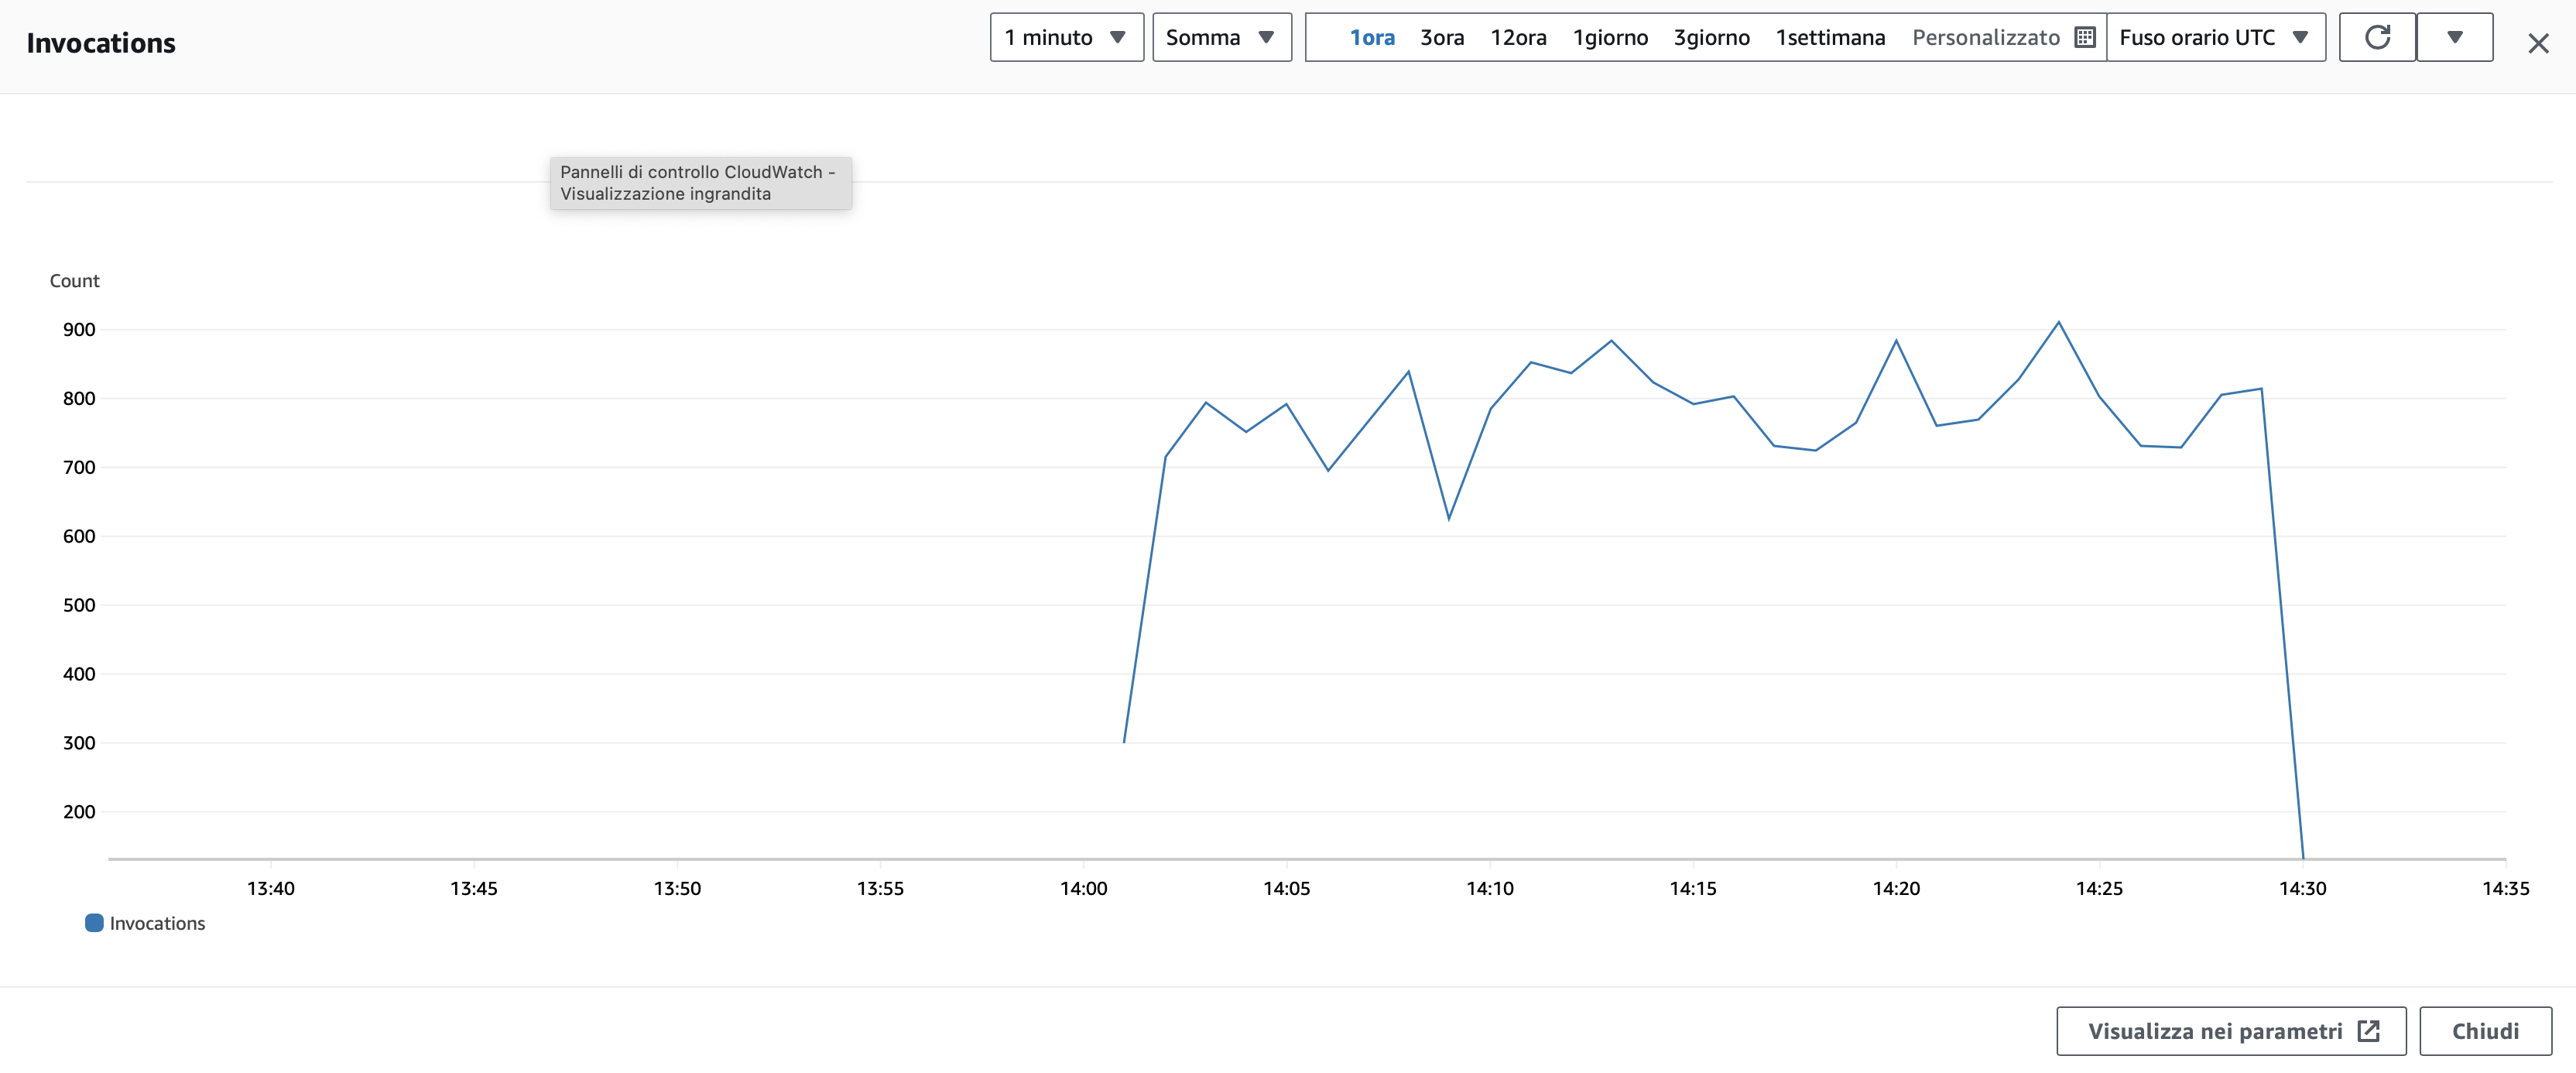 Invocations
1 minuto
Somma
1ora 3ora 12ora 1giorno 3giorno 1settimana Personalizzato
Fuso orario UTC
Pannelli di controllo CloudWatch -
Visualizzazione ingrandita
Count
900
800
700
600
500
400
300
200
13:40 13:45 13:50 13:55 14:00 14:05 14:10 14:15 14:20 14:25 14:30 14:35
Invocations
Visualizza nei parametri
Chiudi